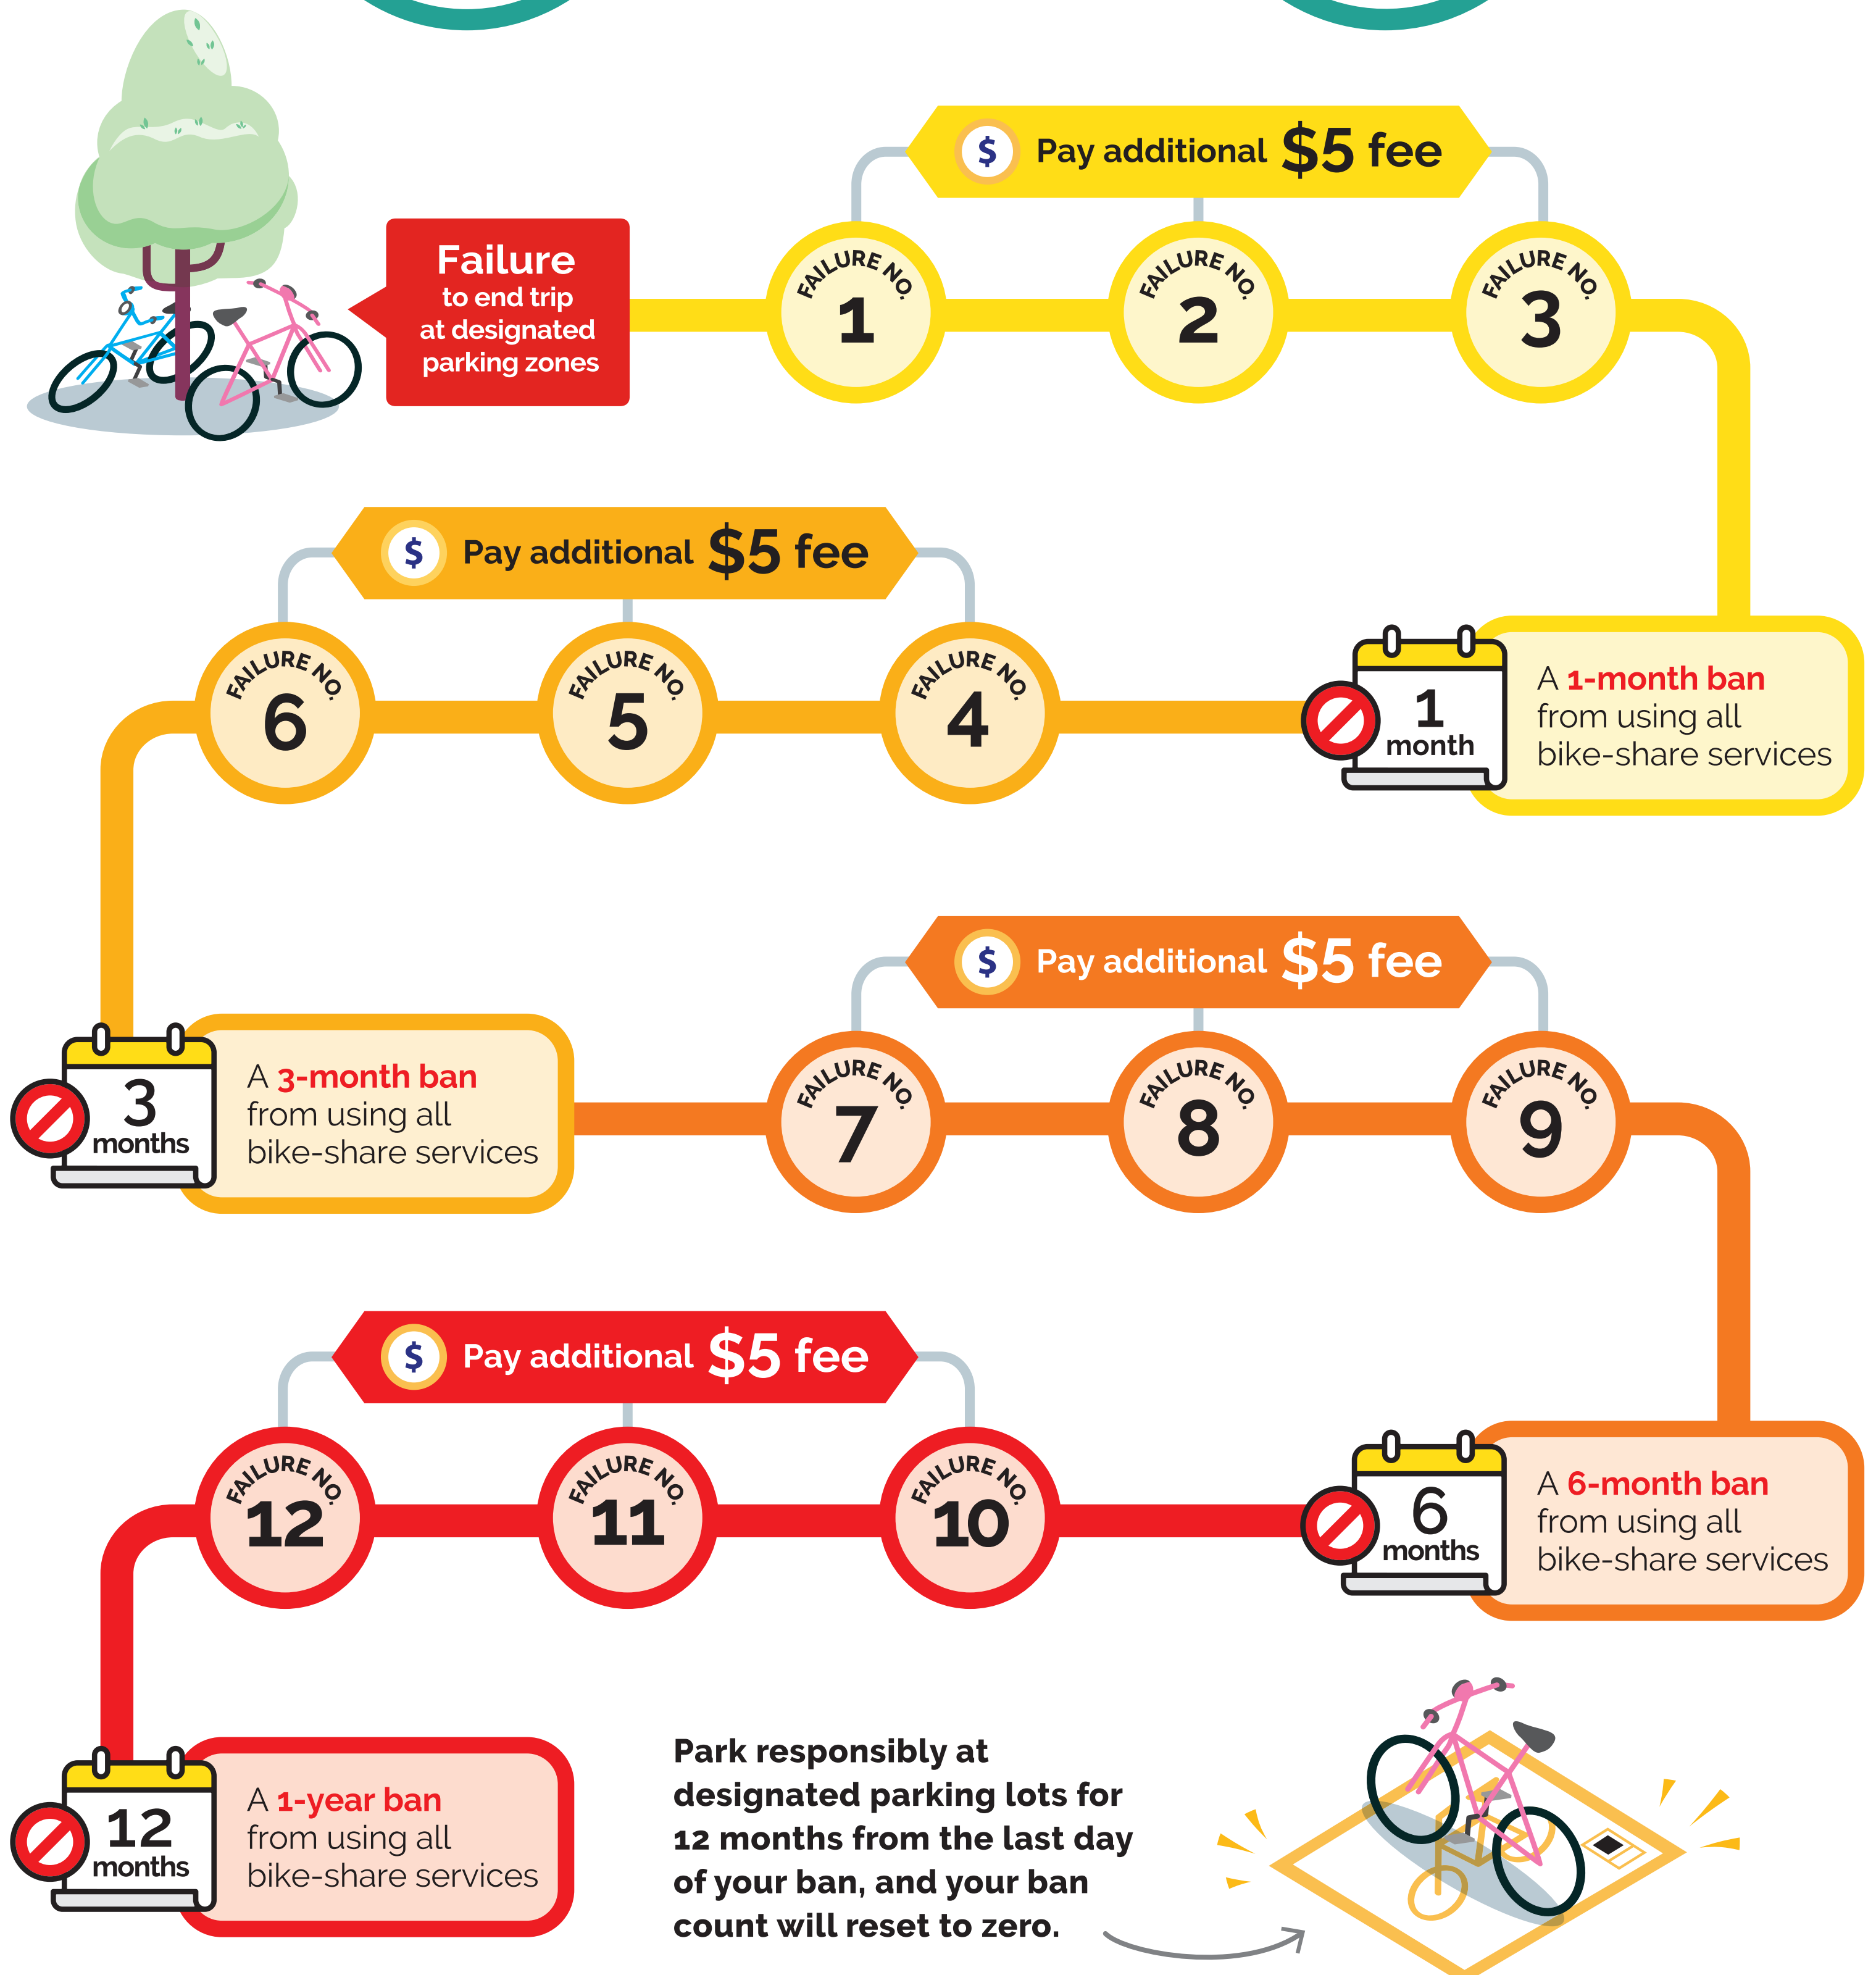 $ Pay additional $5 fee
Failure
to end trip
at designated
parking zones
FAILURE NO.
1
FAILURE NO.
2
FAILURE NO.
3
$ Pay additional $5 fee
FAILURE NO.
6
FAILURE NO.
5
FAILURE NO.
4
1
month
A 1-month ban
from using all
bike-share services
$ Pay additional $5 fee
3
months
A 3-month ban
from using all
bike-share services
FAILURE NO.
7
FAILURE NO.
8
FAILURE NO.
9
$ Pay additional $5 fee
FAILURE NO.
12
FAILURE NO.
11
FAILURE NO.
10
6
months
A 6-month ban
from using all
bike-share services
12
months
A 1-year ban
from using all
bike-share services
Park responsibly at
designated parking lots for
12 months from the last day
of your ban, and your ban
count will reset to zero.